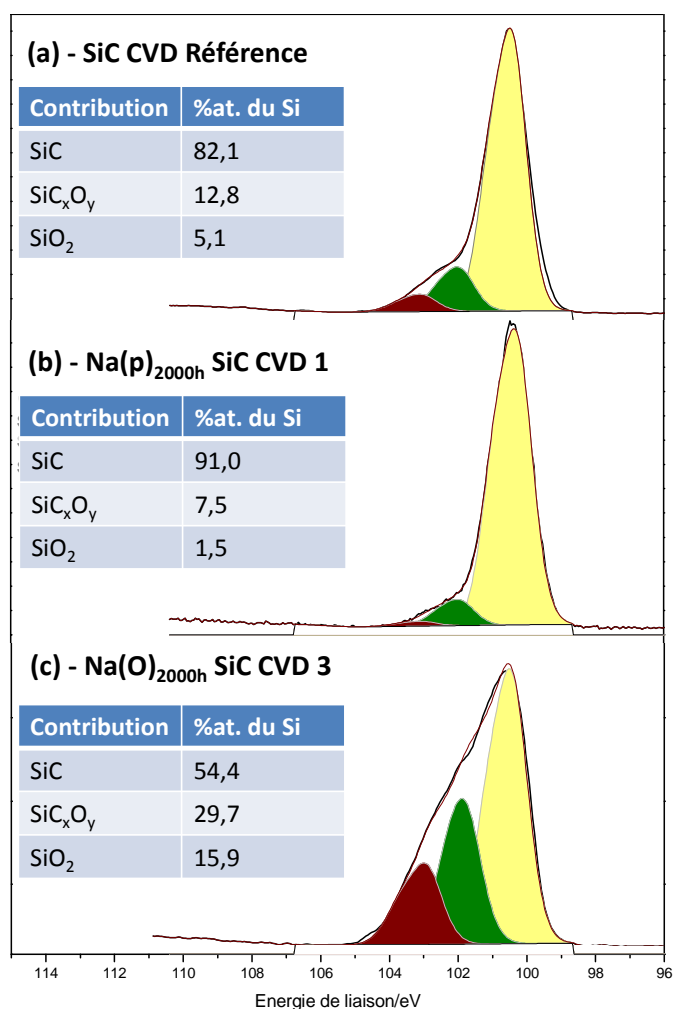 (a) - SiC CVD Référence
Contribution %at. du Si
SiC 82,1
SiCxOy 12,8
SiO2 5,1
(b) - Na(p)2000h SiC CVD 1
Contribution %at. du Si
SiC 91,0
SiCxOy 7,5
SiO2 1,5
(c) - Na(O)2000h SiC CVD 3
Contribution %at. du Si
SiC 54,4
SiCxOy 29,7
SiO2 15,9
114 112 110 108 106 104 102 100 98 96
Energie de liaison/eV